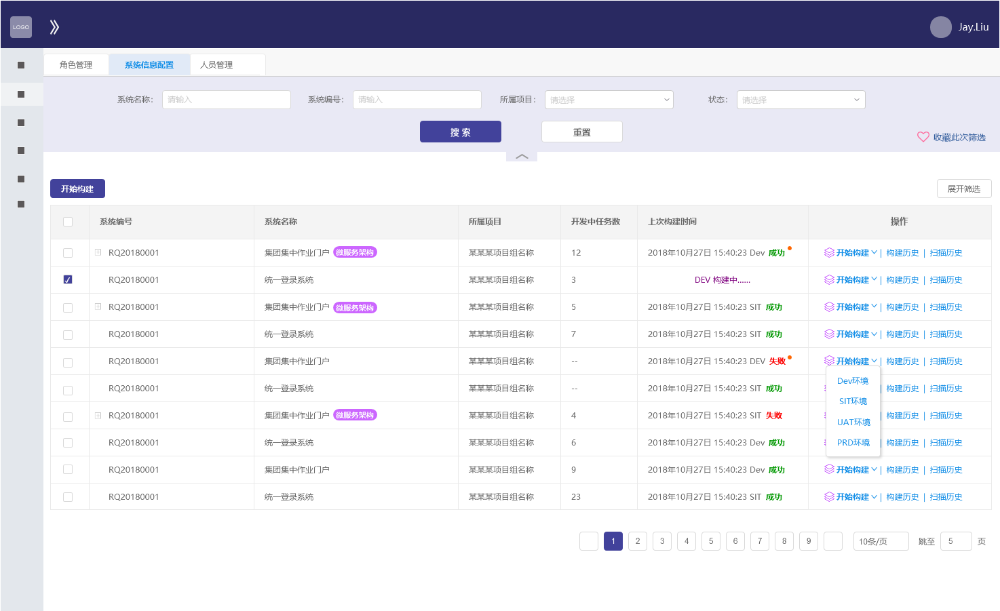 LOGO
Jay.Liu
角色管理 系统信息配置 人员管理
系统名称： 请输入 系统编号： 请输入 所属项目： 请选择 状态： 请选择
搜 索 重置
收藏此次筛选
开始构建 展开筛选
系统编号 系统名称 所属项目 开发中任务数 上次构建时间 操作
RQ20180001 集团集中作业门户 微服务架构 某某某项目组名称 12 2018年10月27日 15:40:23 Dev 成功 开始构建 | 构建历史 | 扫描历史
RQ20180001 统一登录系统 某某某项目组名称 3 DEV 构建中...... 开始构建 | 构建历史 | 扫描历史
RQ20180001 集团集中作业门户 微服务架构 某某某项目组名称 5 2018年10月27日 15:40:23 SIT 成功 开始构建 | 构建历史 | 扫描历史
RQ20180001 统一登录系统 某某某项目组名称 7 2018年10月27日 15:40:23 SIT 成功 开始构建 | 构建历史 | 扫描历史
RQ20180001 集团集中作业门户 某某某项目组名称 -- 2018年10月27日 15:40:23 DEV 失败 开始构建 | 构建历史 | 扫描历史
Dev环境
RQ20180001 统一登录系统 某某某项目组名称 -- 2018年10月27日 15:40:23 SIT 成功 | 构建历史 | 扫描历史
SIT环境
RQ20180001 集团集中作业门户 微服务架构 某某某项目组名称 4 2018年10月27日 15:40:23 SIT 失败 | 构建历史 | 扫描历史
UAT环境
RQ20180001 统一登录系统 某某某项目组名称 6 2018年10月27日 15:40:23 Dev 成功 PRD环境 | 构建历史 | 扫描历史
RQ20180001 集团集中作业门户 某某某项目组名称 9 2018年10月27日 15:40:23 Dev 成功 开始构建 | 构建历史 | 扫描历史
RQ20180001 统一登录系统 某某某项目组名称 23 2018年10月27日 15:40:23 SIT 成功 开始构建 | 构建历史 | 扫描历史
1 2 3 4 5 6 7 8 9 10条/页 跳至 5 页